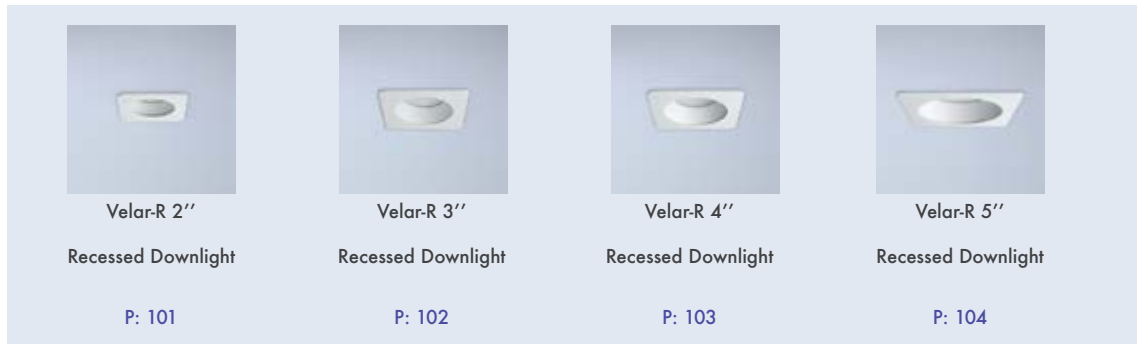 Velar-R 2’’
Recessed Downlight
P: 101
Velar-R 3’’
Recessed Downlight
P: 102
Velar-R 4’’
Recessed Downlight
P: 103
Velar-R 5’’
Recessed Downlight
P: 104